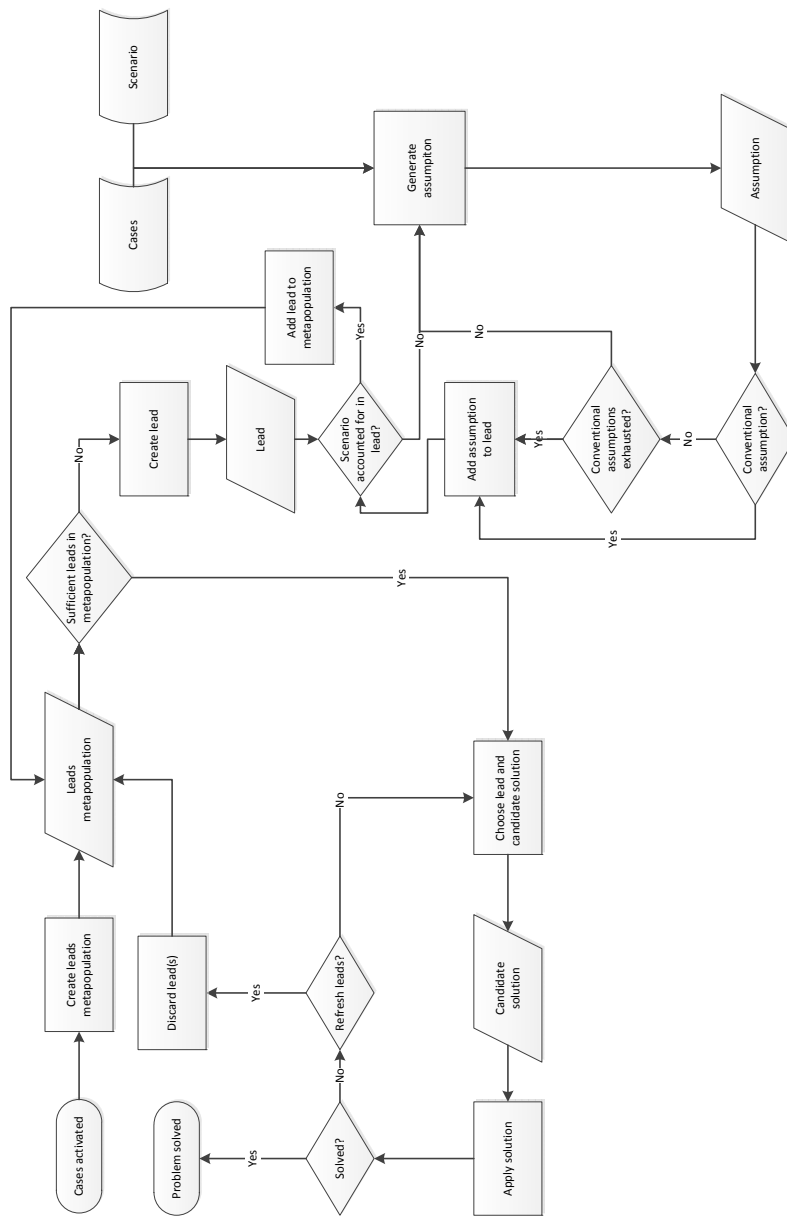 Cases activated
Create leads
metapopulation
Leads
metapopulation
Sufficient leads in
metapopulation?
No
Create lead
Lead
Scenario
accounted for in
lead?
Yes
Add lead to
metapopulation
No
Cases
Scenario
Generate
assumpiton
Assumption
Conventional
assumption?
No
Yes
Conventional
assumptions
exhausted?
No
Yes
Add assumption
to lead
Yes
Choose lead and
candidate solution
Candidate
solution
Apply solution
Solved?
Yes
Problem solved
No
Refresh leads?
Yes
Discard lead(s)
No